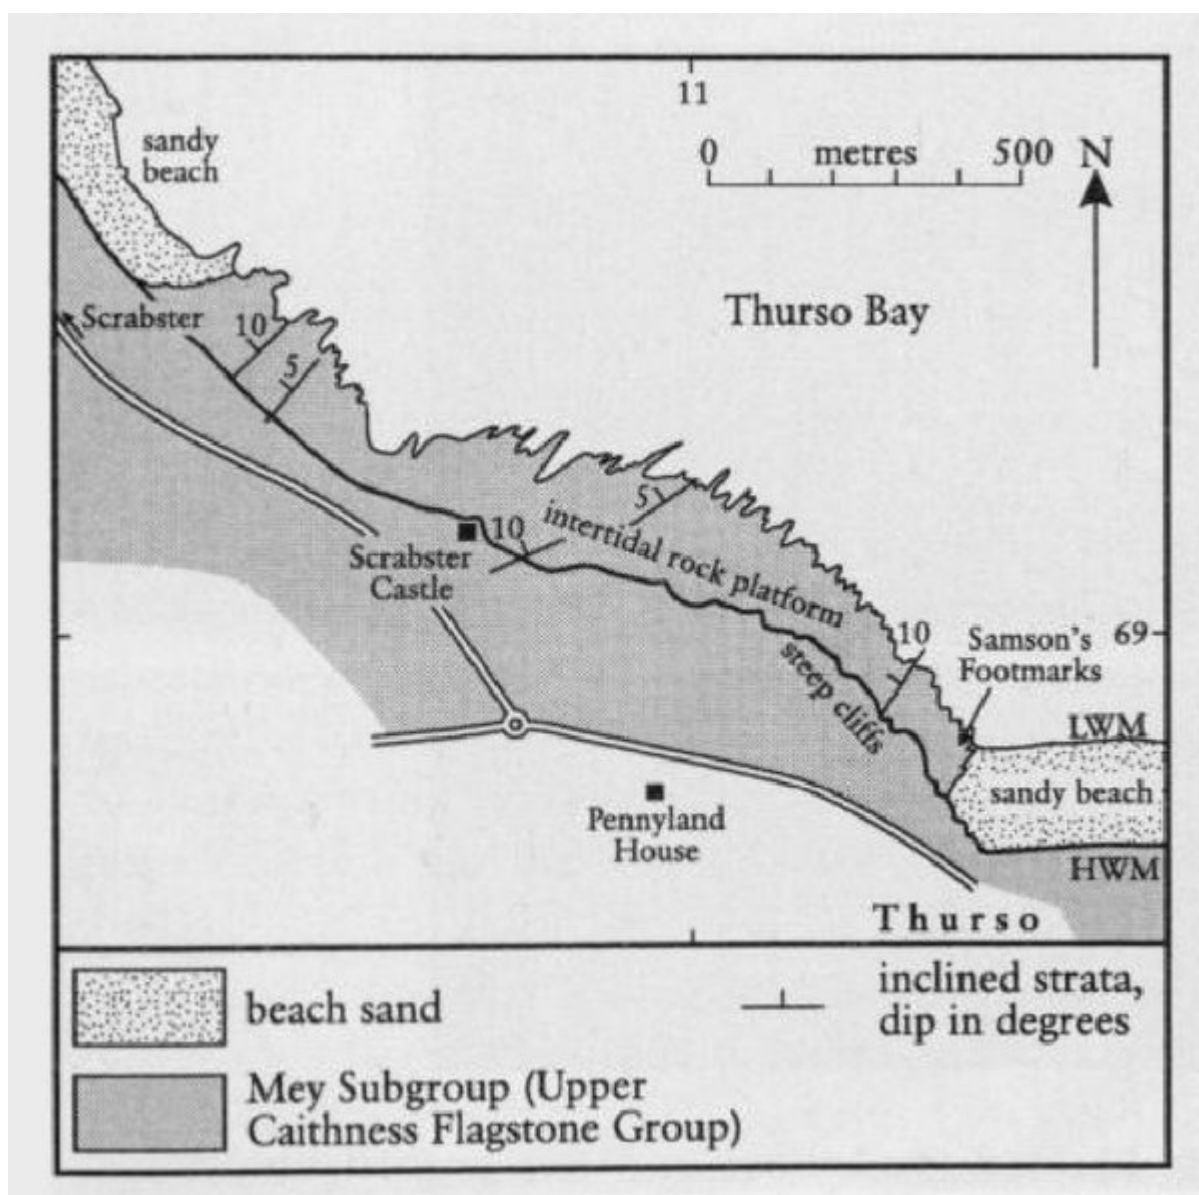 11
sandy
beach
0 metres 500 N
Scrabster
10
5
Thurso Bay
5
10
intertidal rock platform
Scrabster
Castle
10
Samson's
Footmarks
69
steep cliffs
LWM
sandy beach
Pennyland
House
HWM
Thurso
beach sand
inclined strata,
dip in degrees
Mey Subgroup (Upper
Caithness Flagstone Group)